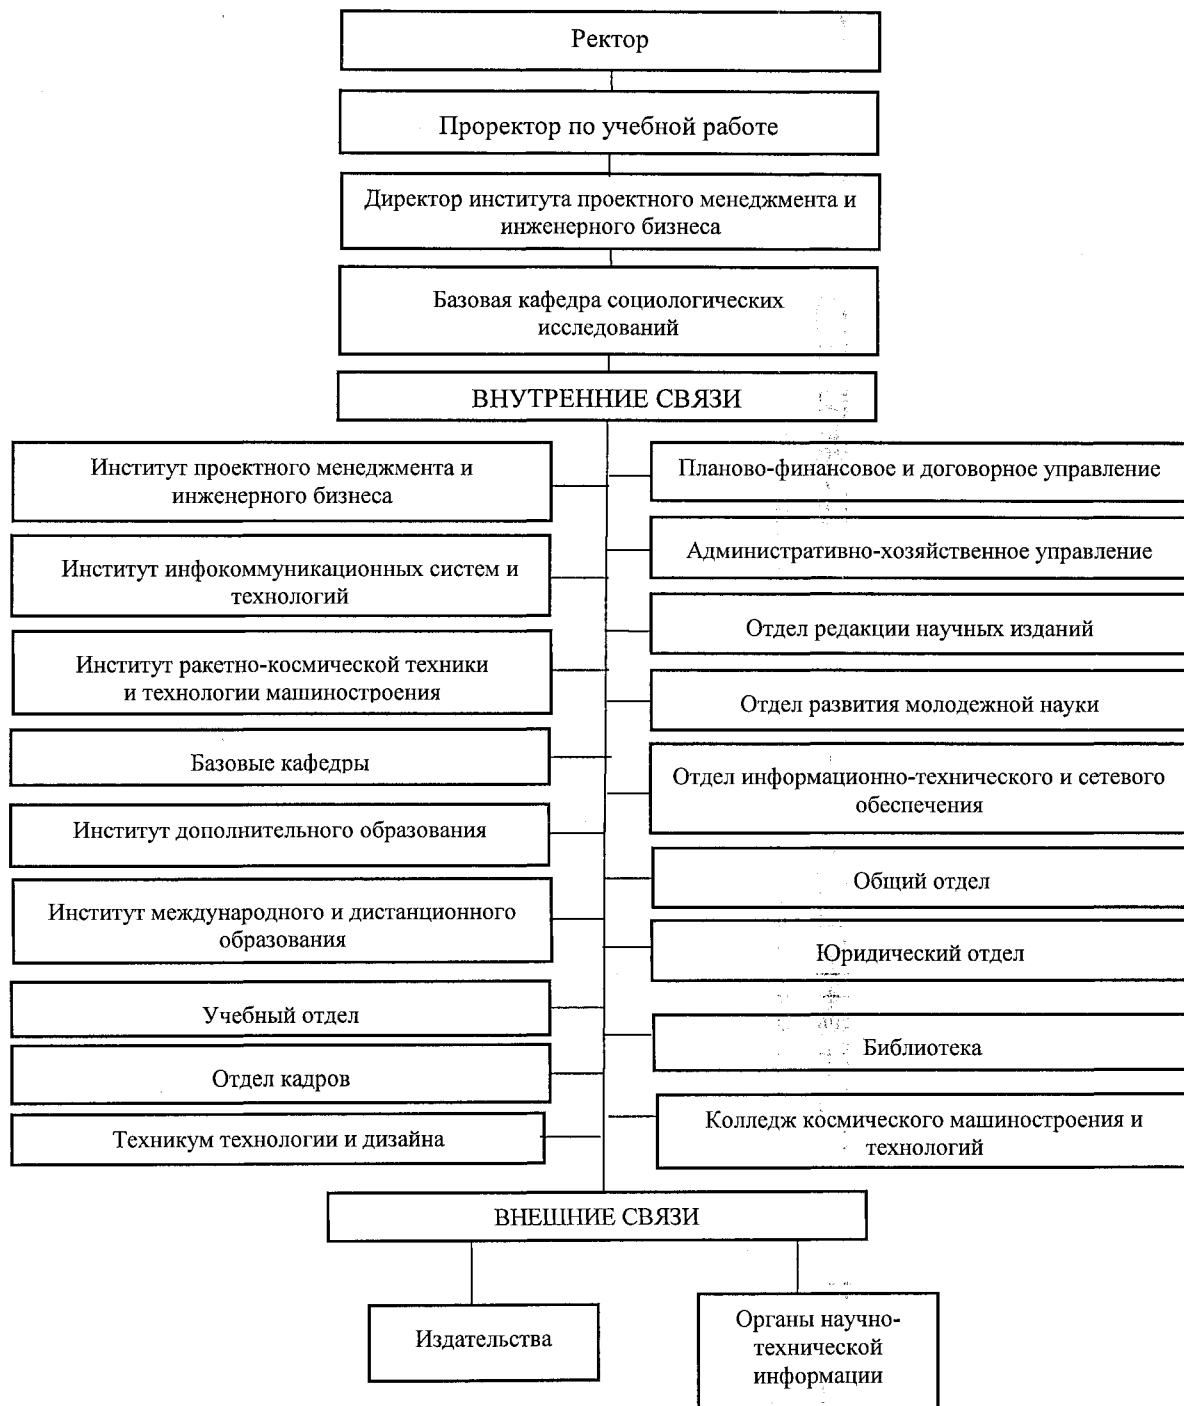 Ректор
Проректор по учебной работе
Директор института проектного менеджмента и
инженерного бизнеса
Базовая кафедра социологических
исследований
ВНУТРЕННИЕ СВЯЗИ
Институт проектного менеджмента и
инженерного бизнеса
Институт инфокоммуникационных систем и
технологий
Институт ракетно-космической техники
и технологии машиностроения
Базовые кафедры
Институт дополнительного образования
Институт международного и дистанционного
образования
Учебный отдел
Отдел кадров
Техникум технологии и дизайна
Планово-финансовое и договорное управление
Административно-хозяйственное управление
Отдел редакции научных изданий
Отдел развития молодежной науки
Отдел информационно-технического и сетевого
обеспечения
Общий отдел
Юридический отдел
Библиотека
Колледж космического машиностроения и
технологий
ВНЕШНИЕ СВЯЗИ
Издательства
Органы научно-
технической
информации